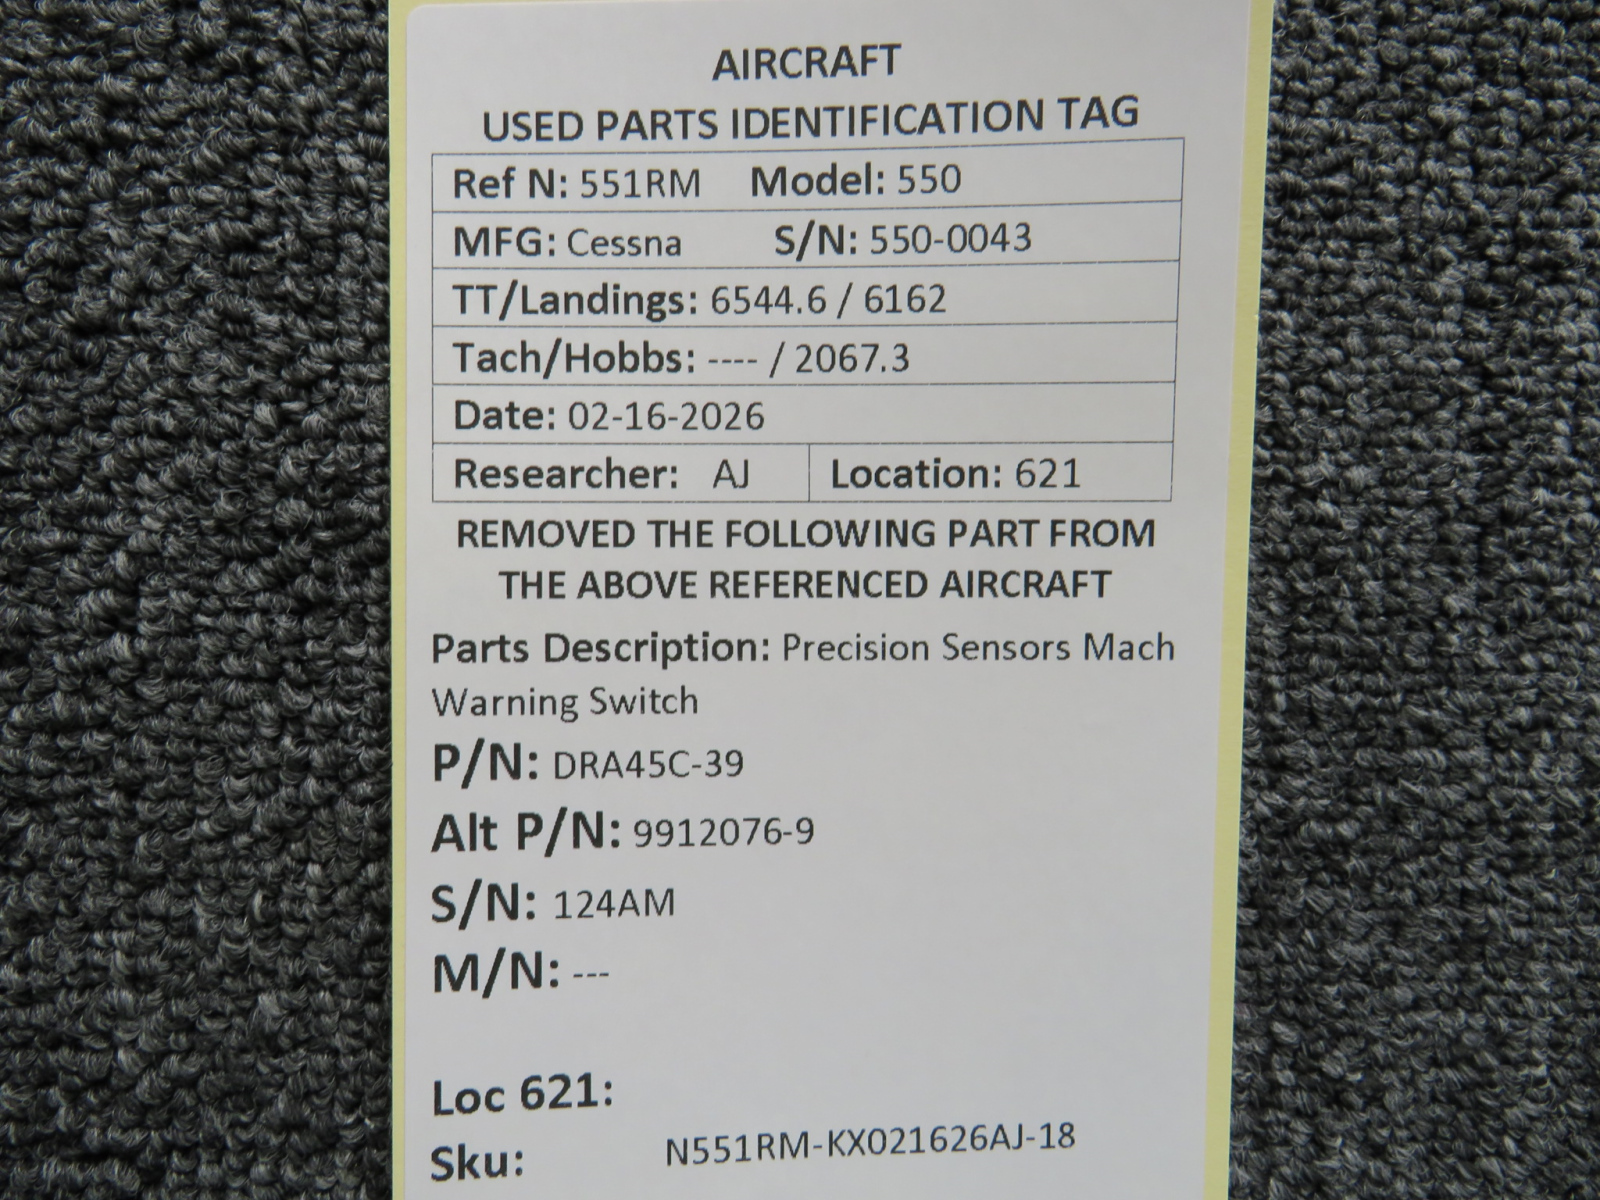 AIRCRAFT
USED PARTS IDENTIFICATION TAG
Ref N: 551RM Model: 550
MFG: Cessna S/N: 550-0043
TT/Landings: 6544.6 / 6162
Tach/Hobbs: ---- / 2067.3
Date: 02-16-2026
Researcher: AJ Location: 621
REMOVED THE FOLLOWING PART FROM
THE ABOVE REFERENCED AIRCRAFT
Parts Description: Precision Sensors Mach
Warning Switch
P/N: DRA45C-39
Alt P/N: 9912076-9
S/N: 124AM
M/N: ---
Loc 621:
Sku: N551RM-KX021626AJ-18